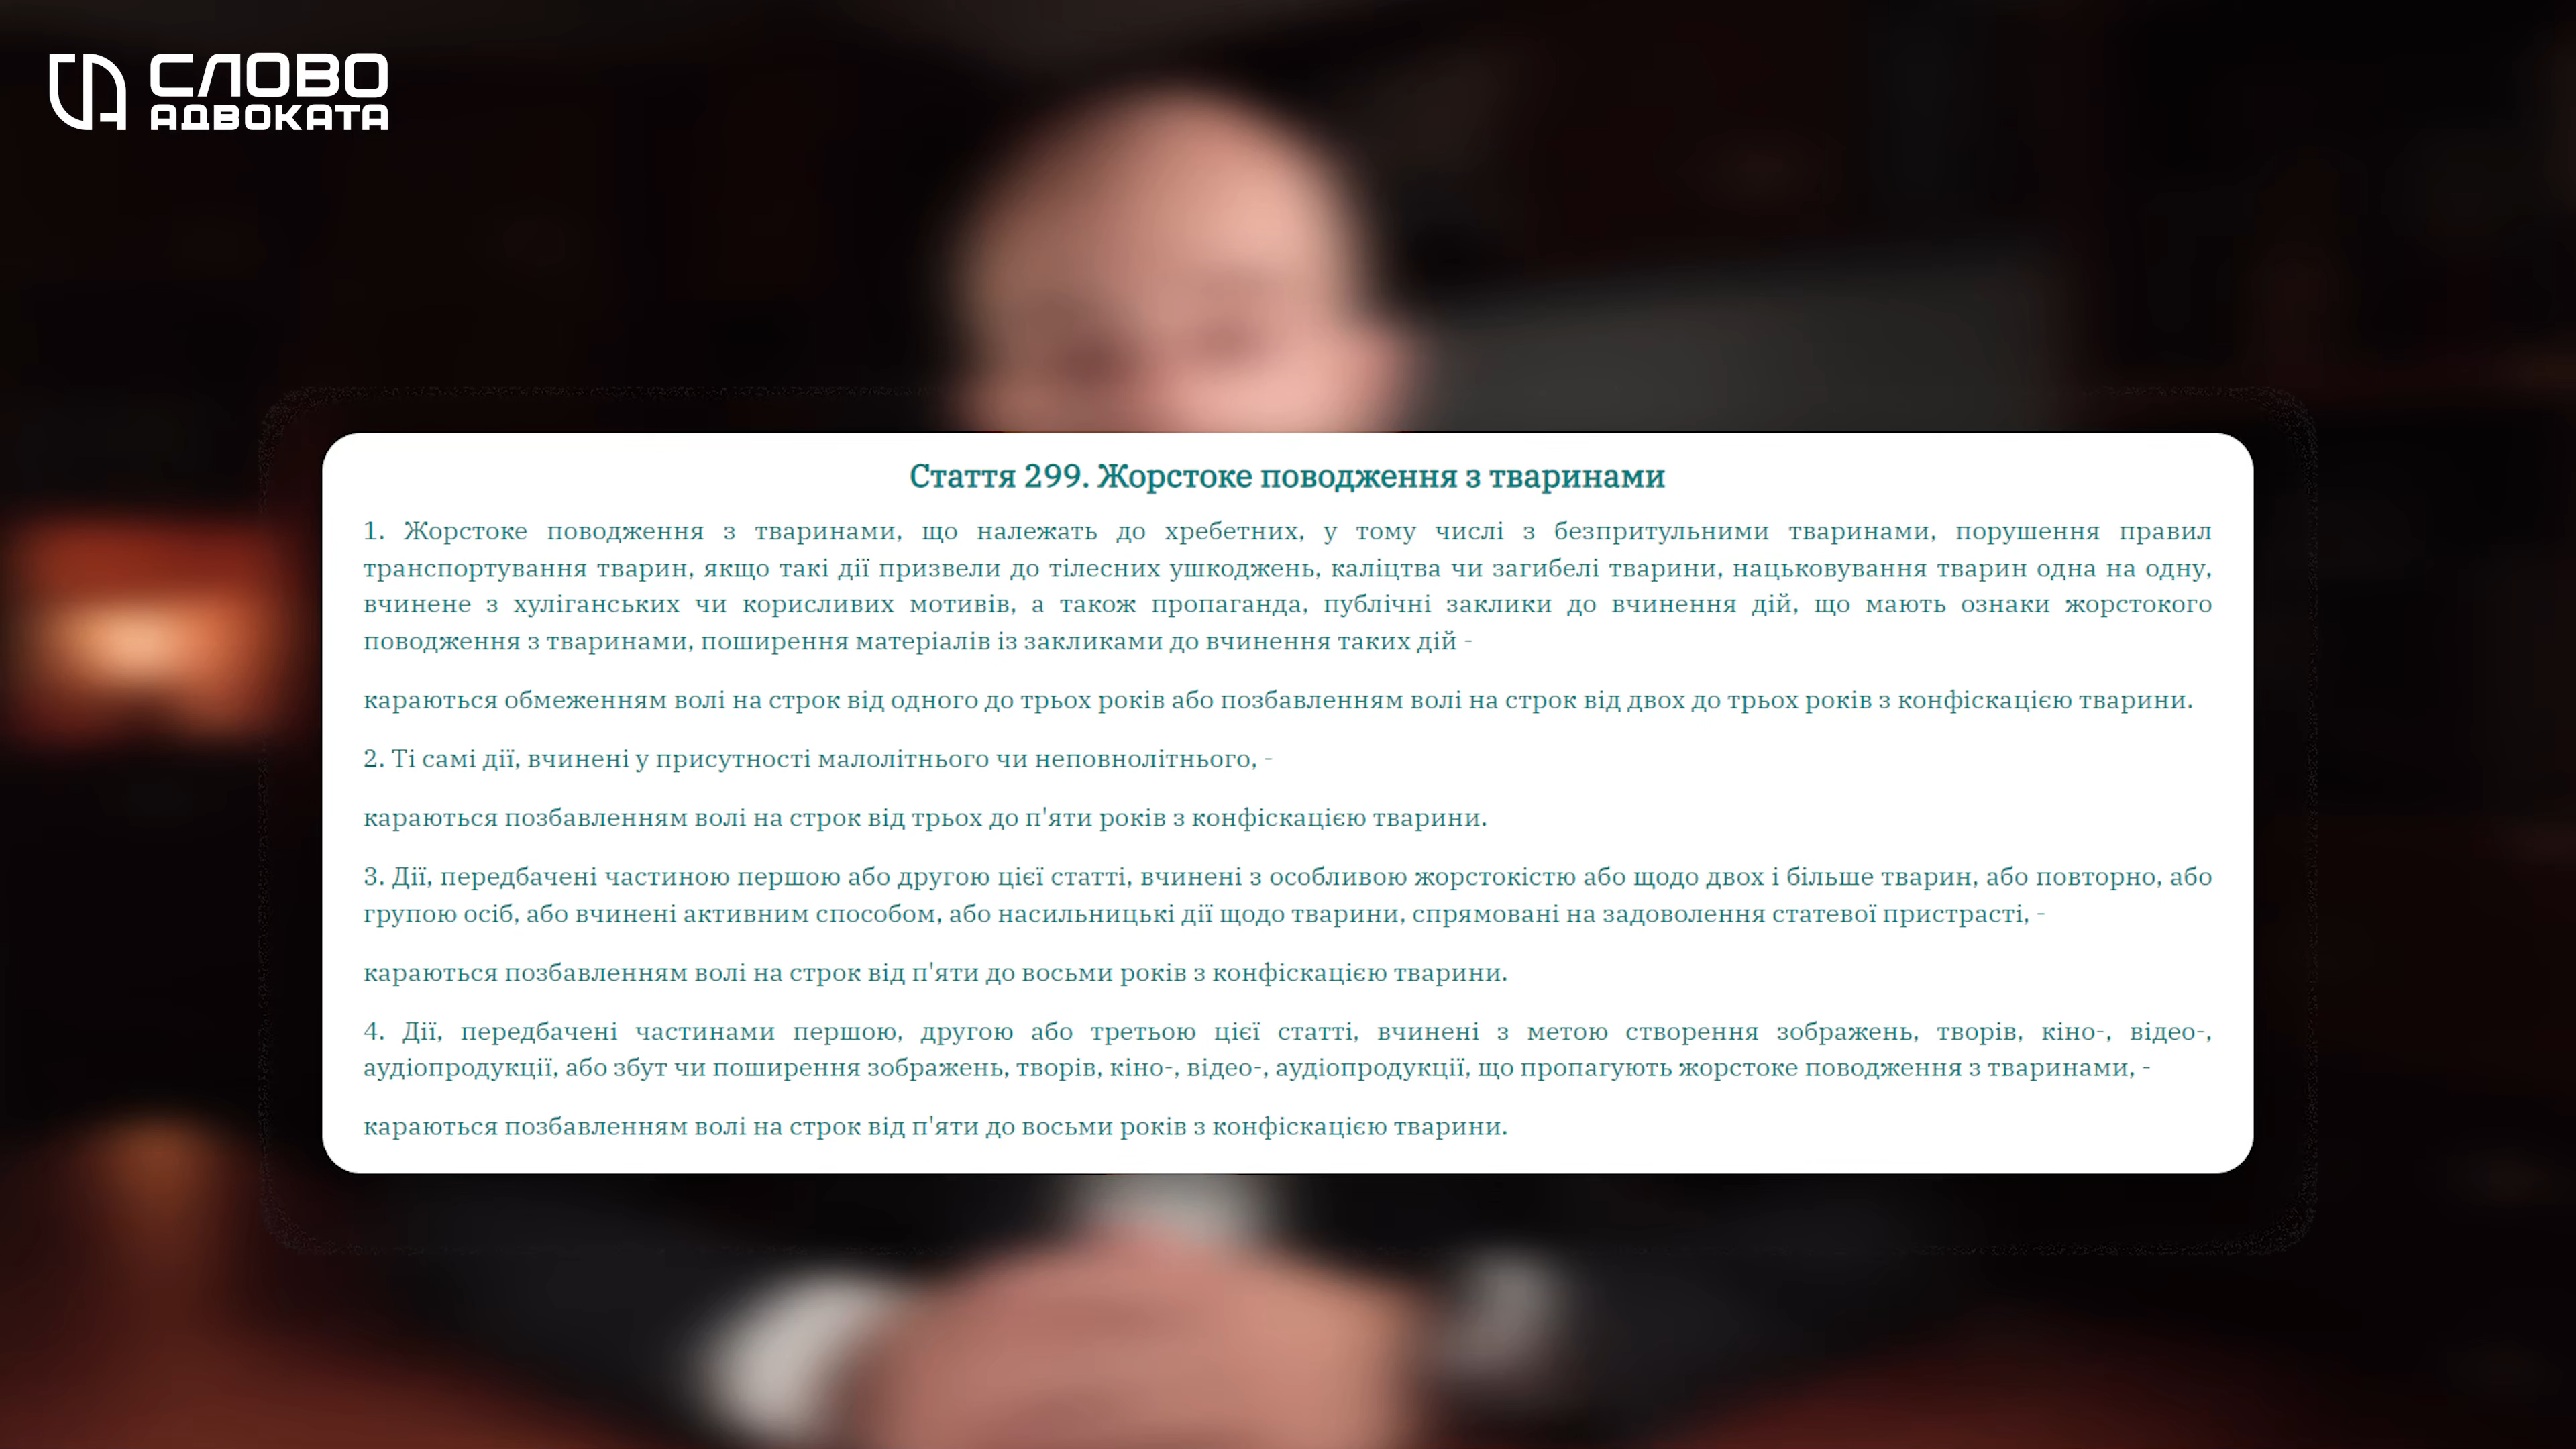 СЛОВО
АДВОКАТА
Стаття 299. Жорстоке поводження з тваринами
1. Жорстоке поводження з тваринами, що належать до хребетних, у тому числі з безпритульними тваринами, порушення правил
транспортування тварин, якщо такі дії призвели до тілесних ушкоджень, каліцтва чи загибелі тварини, нацьковування тварин одна на одну,
вчинене з хуліганських чи корисливих мотивів, а також пропаганда, публічні заклики до вчинення дій, що мають ознаки жорстокого
поводження з тваринами, поширення матеріалів із закликами до вчинення таких дій -
караються обмеженням волі на строк від одного до трьох років або позбавленням волі на строк від двох до трьох років з конфіскацією тварини.
2. Ті самі дії, вчинені у присутності малолітнього чи неповнолітнього, -
караються позбавленням волі на строк від трьох до п'яти років з конфіскацією тварини.
3. Дії, передбачені частиною першою або другою цієї статті, вчинені з особливою жорстокістю або щодо двох і більше тварин, або повторно, або
групою осіб, або вчинені активним способом, або насильницькі дії щодо тварини, спрямовані на задоволення статевої пристрасті, -
караються позбавленням волі на строк від п'яти до восьми років з конфіскацією тварини.
4. Дії, передбачені частинами першою, другою або третьою цієї статті, вчинені з метою створення зображень, творів, кіно-, відео-,
аудіопродукції, або збут чи поширення зображень, творів, кіно-, відео-, аудіопродукції, що пропагують жорстоке поводження з тваринами, -
караються позбавленням волі на строк від п'яти до восьми років з конфіскацією тварини.